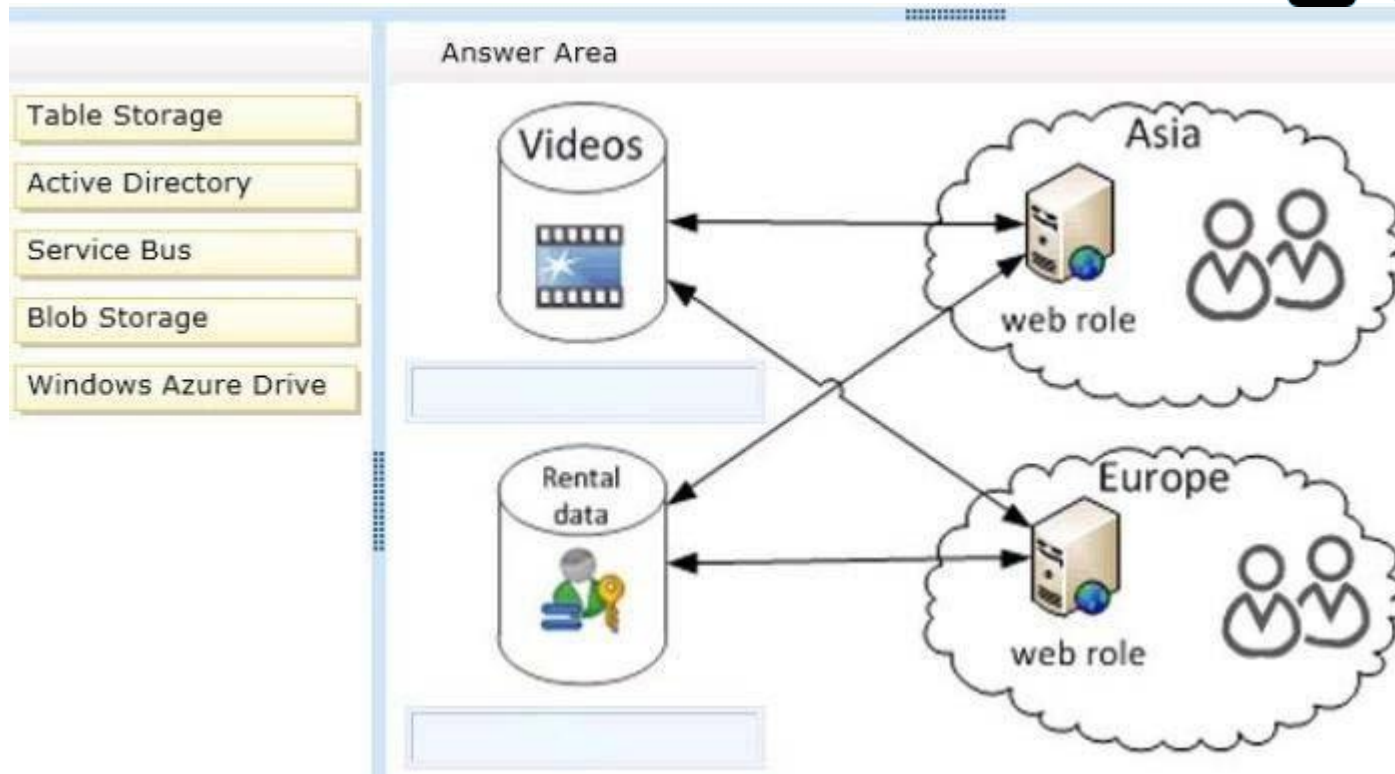 Answer Area
Table Storage
Active Directory
Service Bus
Blob Storage
Windows Azure Drive
Videos
Asia
web role
Rental
data
Europe
web role